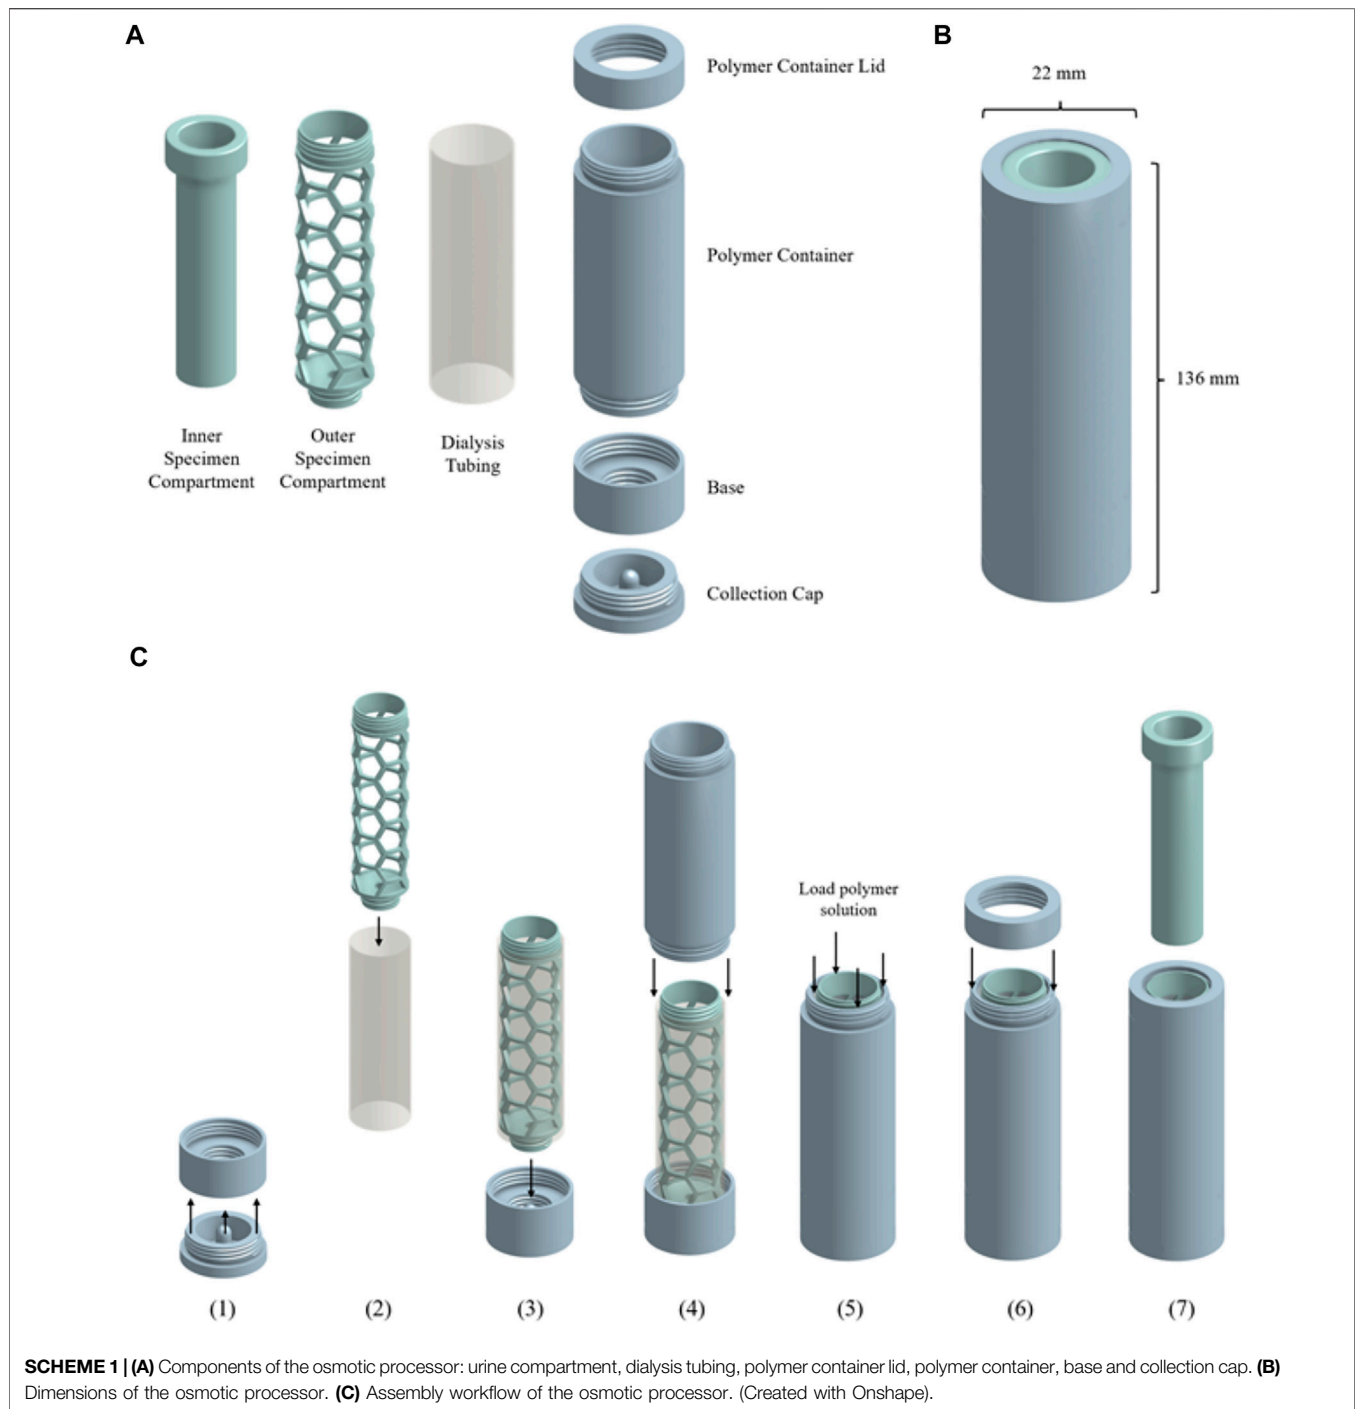 A
B
Polymer Container Lid
22 mm
Polymer Container
136 mm
Inner
Specimen
Compartment
Outer
Specimen
Compartment
Dialysis
Tubing
Base
Collection Cap
C
Load polymer
solution
(1)
(2)
(3)
(4)
(5)
(6)
(7)
SCHEME 1 | (A) Components of the osmotic processor: urine compartment, dialysis tubing, polymer container lid, polymer container, base and collection cap. (B)
Dimensions of the osmotic processor. (C) Assembly workflow of the osmotic processor. (Created with Onshape).